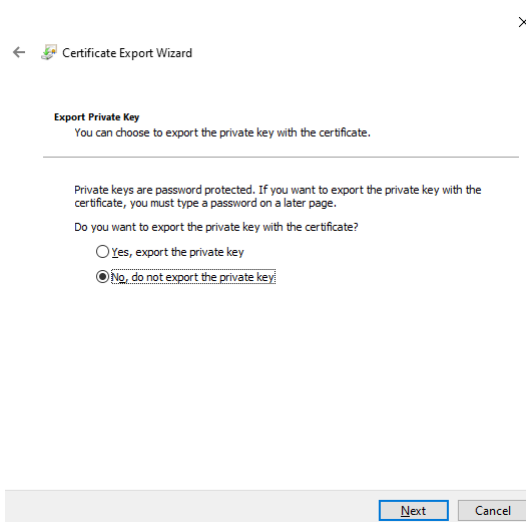 Certificate Export Wizard
Export Private Key
You can choose to export the private key with the certificate.
Private keys are password protected. If you want to export the private key with the
certificate, you must type a password on a later page.
Do you want to export the private key with the certificate?
Yes, export the private key
No, do not export the private key
Next
Cancel